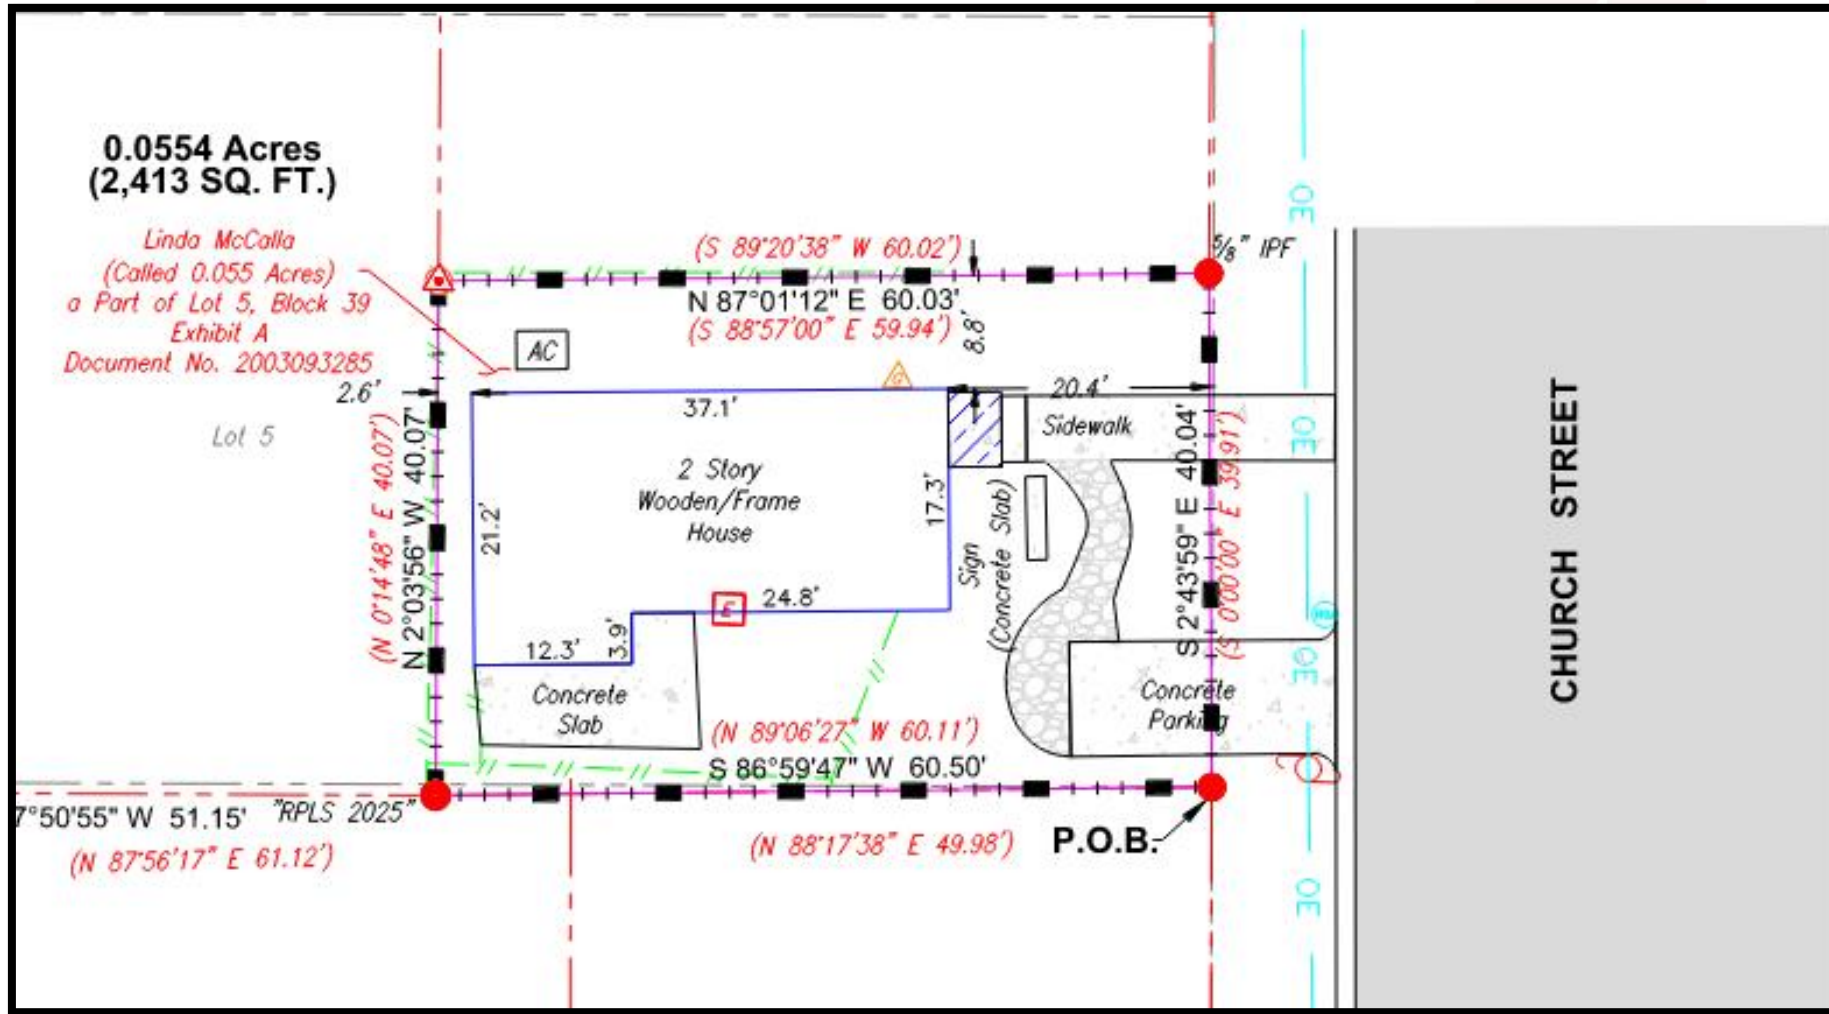 0.0554 Acres
(2,413 SQ. FT.)
Linda McCalla
(Called 0.055 Acres)
a Part of Lot 5, Block 39
Exhibit A
Document No. 2003093285
Lot 5
(S 89°20'38" W 60.02')
N 87°01'12" E 60.03'
(S 88°57'00" E 59.94')
5/8" IPF
8.8'
AC
G
2.6'
37.1'
20.4'
Sidewalk
2 Story
Wooden/Frame
House
21.2'
17.3'
Sign
(Concrete Slab)
E
24.8'
12.3'
3.9'
Concrete
Slab
Concrete
Parking
(N 0°14'48" E 40.07')
N 2°03'56" W 40.07'
S 2°43'59" E 40.04'
(S 0°00'00" E 39.91')
(N 89°06'27" W 60.11')
S 86°59'47" W 60.50'
7°50'55" W 51.15'
"RPLS 2025"
(N 87°56'17" E 61.12')
(N 88°17'38" E 49.98')
P.O.B.
OE
OE
OE
OE
CHURCH STREET